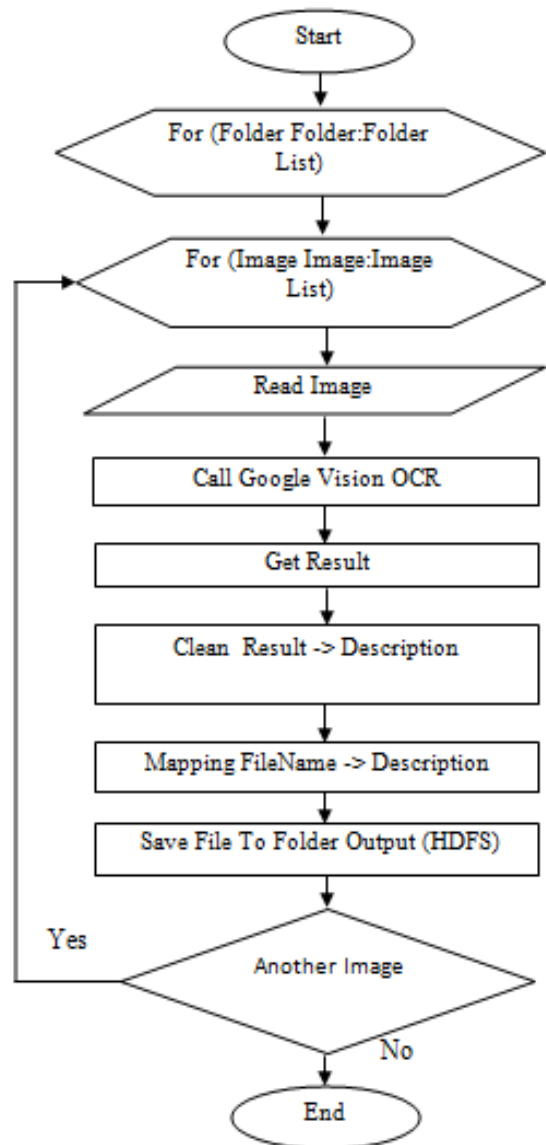 Start
For (Folder Folder:Folder
List)
For (Image Image:Image
List)
Read Image
Call Google Vision OCR
Get Result
Clean Result -> Description
Mapping FileName -> Description
Save File To Folder Output (HDFS)
Yes
Another Image
No
End